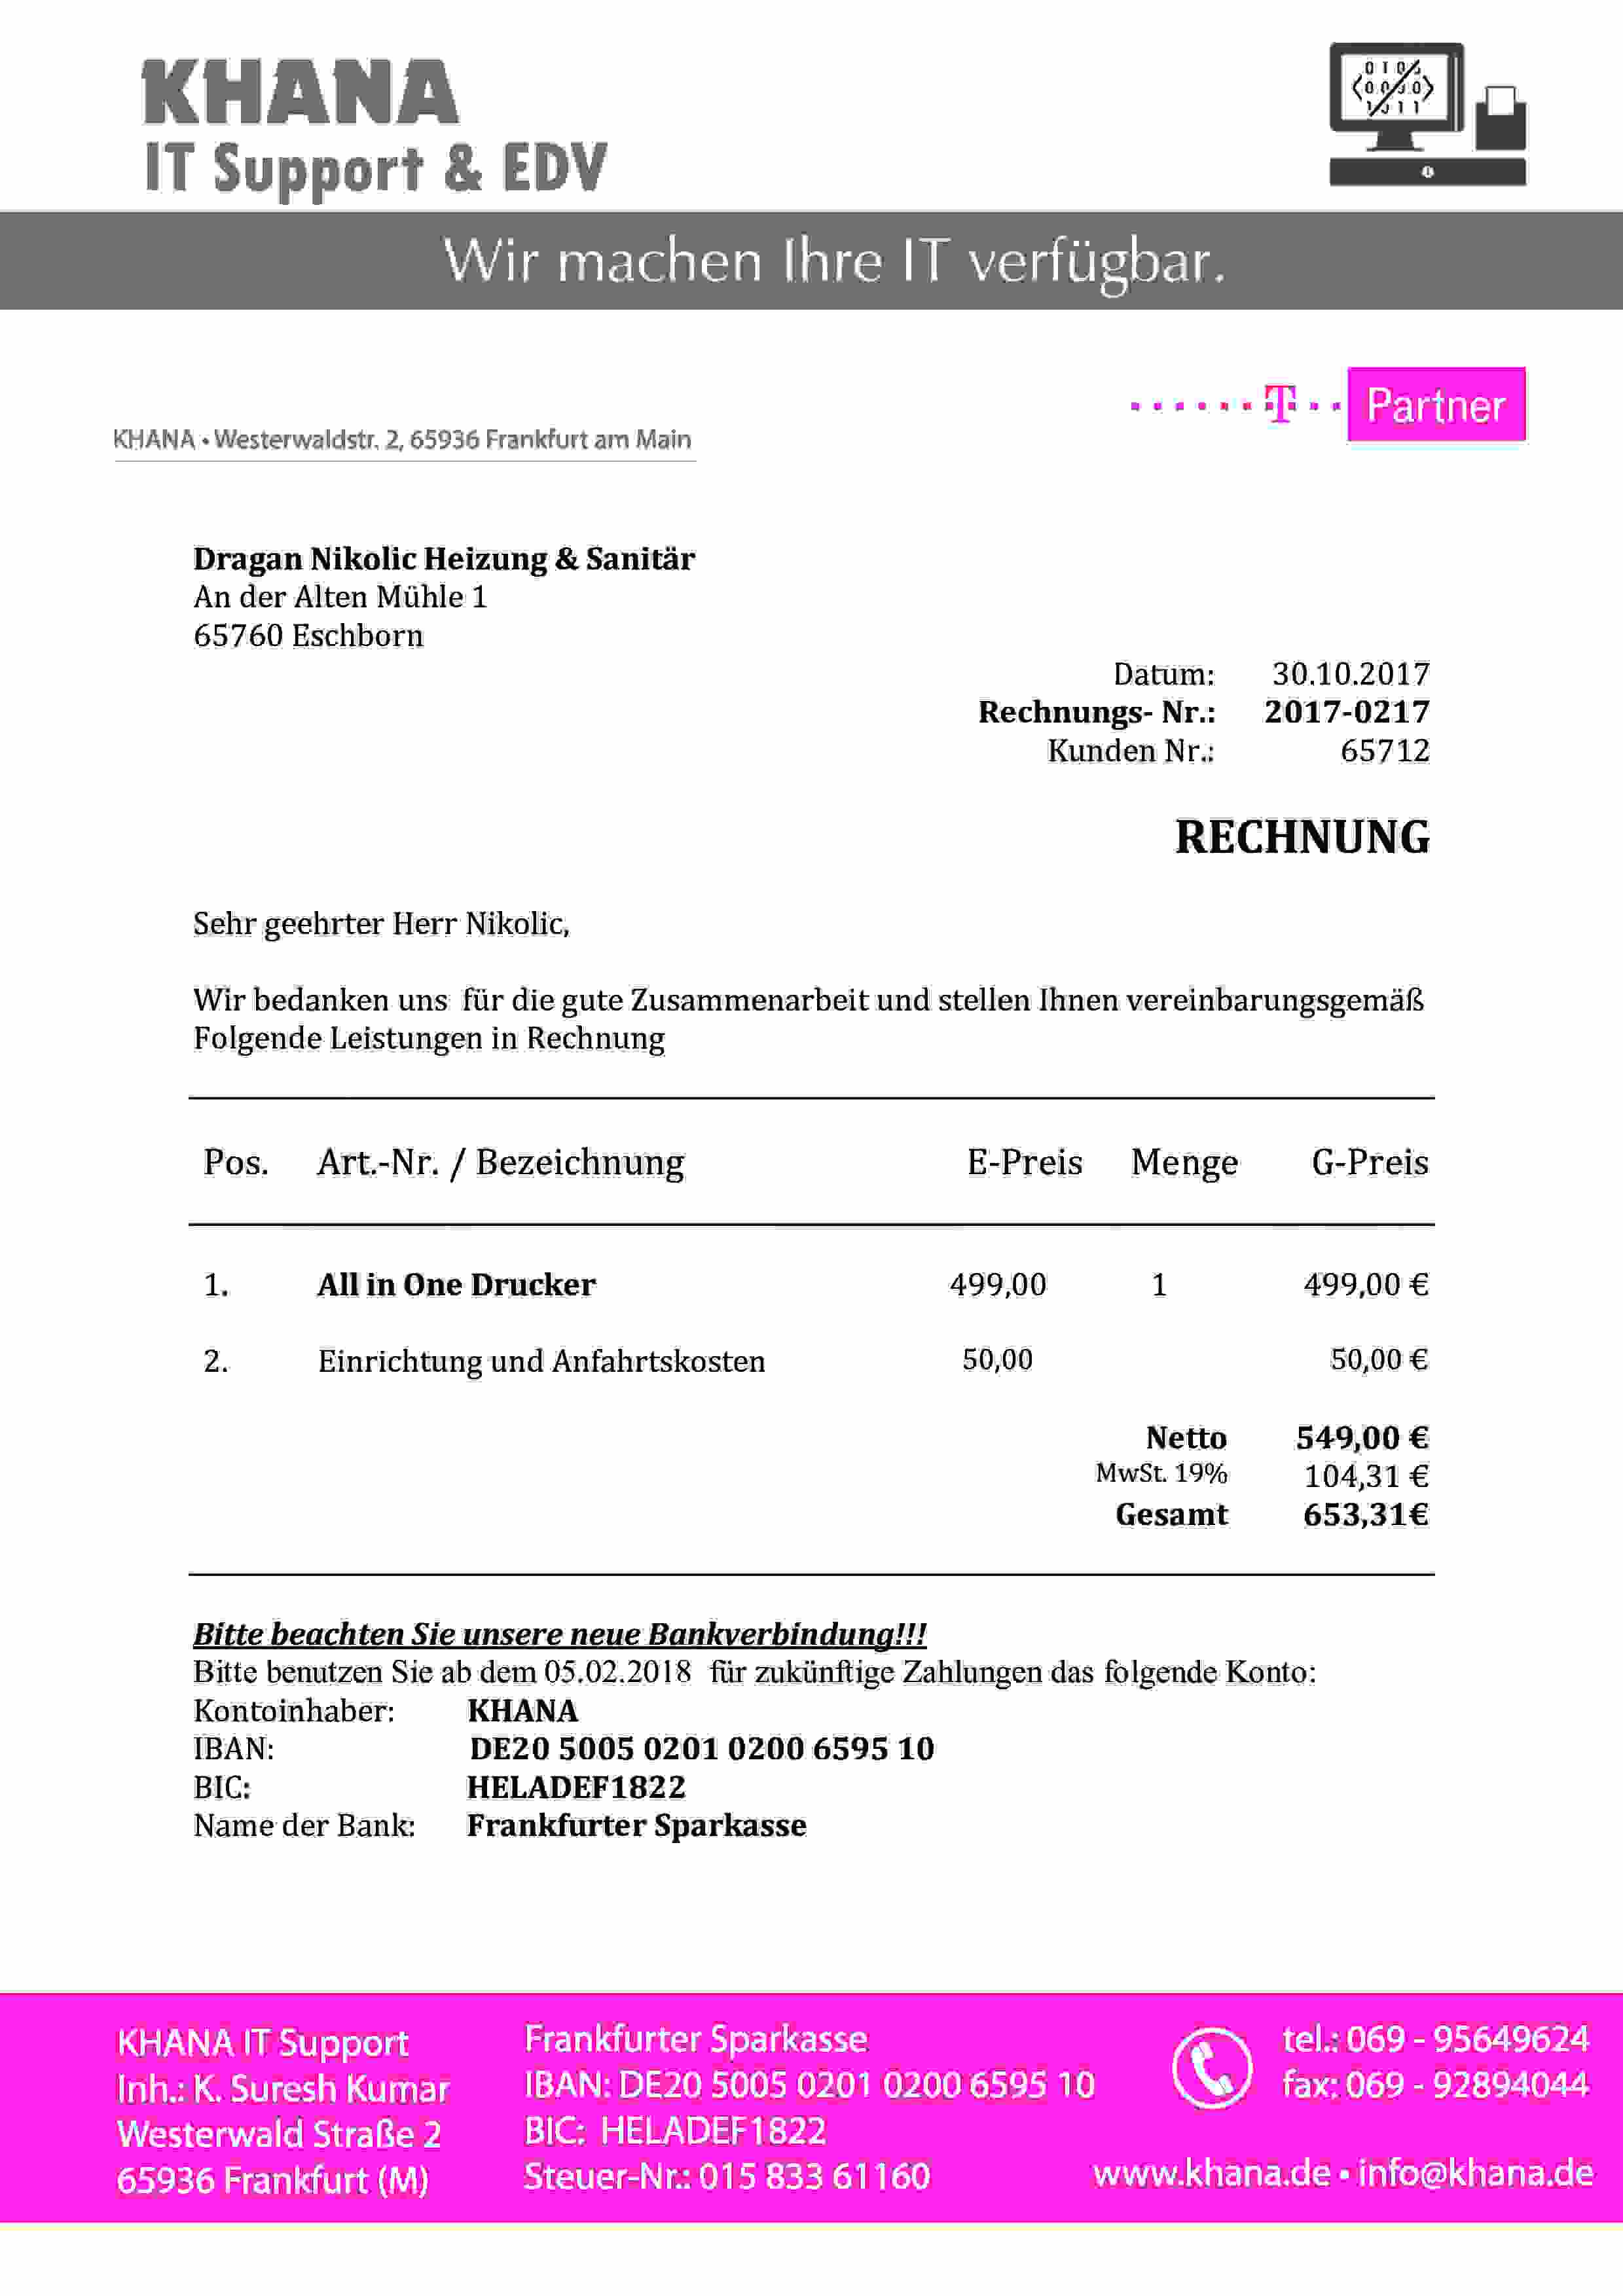 KHANA
IT Support & EDV
Wir machen Ihre IT verfügbar.
T Partner
KHANA • Westerwaldstr. 2, 65936 Frankfurt am Main
Dragan Nikolic Heizung & Sanitär
An der Alten Mühle 1
65760 Eschborn
Datum: 30.10.2017
Rechnungs- Nr.: 2017-0217
Kunden Nr.: 65712
RECHNUNG
Sehr geehrter Herr Nikolic,
Wir bedanken uns für die gute Zusammenarbeit und stellen Ihnen vereinbarungsgemäß
Folgende Leistungen in Rechnung
Pos. Art.-Nr. / Bezeichnung E-Preis Menge G-Preis
1. All in One Drucker 499,00 1 499,00 €
2. Einrichtung und Anfahrtskosten 50,00 50,00 €
Netto 549,00 €
MwSt. 19% 104,31 €
Gesamt 653,31€
Bitte beachten Sie unsere neue Bankverbindung!!!
Bitte benutzen Sie ab dem 05.02.2018 für zukünftige Zahlungen das folgende Konto:
Kontoinhaber: KHANA
IBAN: DE20 5005 0201 0200 6595 10
BIC: HELADEF1822
Name der Bank: Frankfurter Sparkasse
KHANA IT Support
Inh.: K. Suresh Kumar
Westerwald Straße 2
65936 Frankfurt (M)
Frankfurter Sparkasse
IBAN: DE20 5005 0201 0200 6595 10
BIC: HELADEF1822
Steuer-Nr.: 015 833 61160
tel.: 069 - 95649624
fax: 069 - 92894044
www.khana.de • info@khana.de